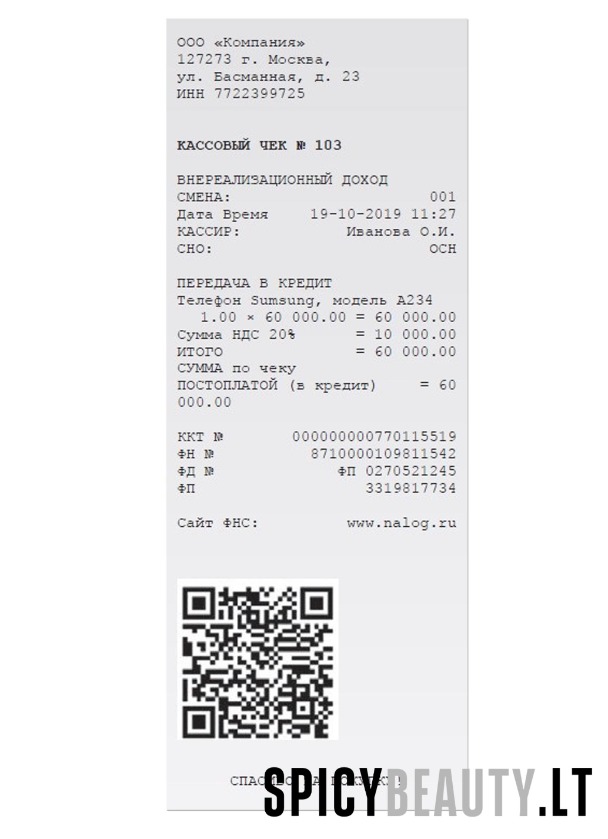 ООО «Компания»
127273 г. Москва,
ул. Басманная, д. 23
ИНН 7722399725
КАССОВЫЙ ЧЕК № 103
ВНЕРЕАЛИЗАЦИОННЫЙ ДОХОД
СМЕНА: 001
Дата Время 19-10-2019 11:27
КАССИР: Иванова О.И.
СНО: ОСН
ПЕРЕДАЧА В КРЕДИТ
Телефон Sumsung, модель А234
1.00 × 60 000.00 = 60 000.00
Сумма НДС 20% = 10 000.00
ИТОГО = 60 000.00
СУММА по чеку
ПОСТОПЛАТОЙ (в кредит) = 60
000.00
ККТ № 000000000770115519
ФН № 8710000109811542
ФД № ФП 0270521245
ФП 3319817734
Сайт ФНС: www.nalog.ru
СПАСИБО ЗА ПОКУПКУ!
SPICYBEAUTY.LT